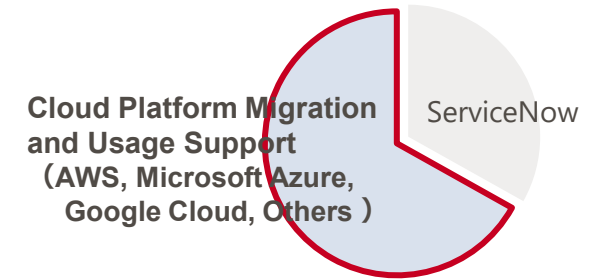 Cloud Platform Migration
and Usage Support
（AWS, Microsoft Azure,
Google Cloud, Others ）
ServiceNow